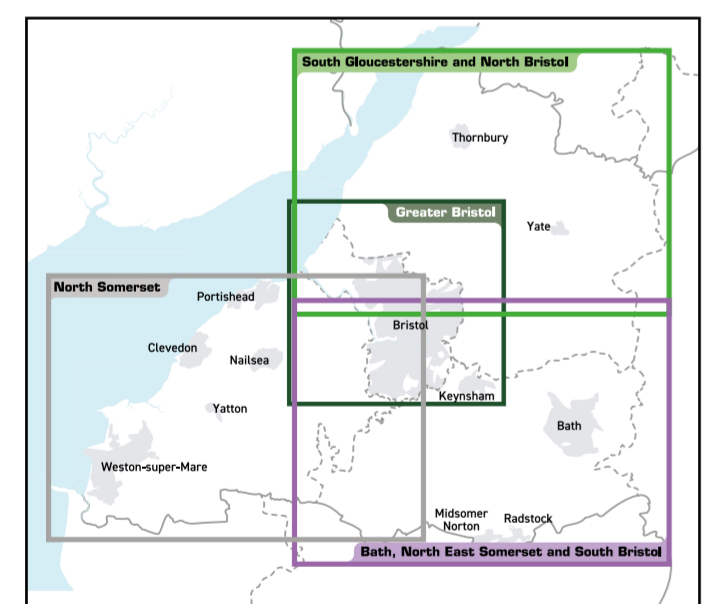 South Gloucestershire and North Bristol
Thornbury
Greater Bristol
Yate
North Somerset
Portishead
Bristol
Clevedon
Nailsea
Keynsham
Yatton
Bath
Weston-super-Mare
Midsomer
Norton
Radstock
Bath, North East Somerset and South Bristol